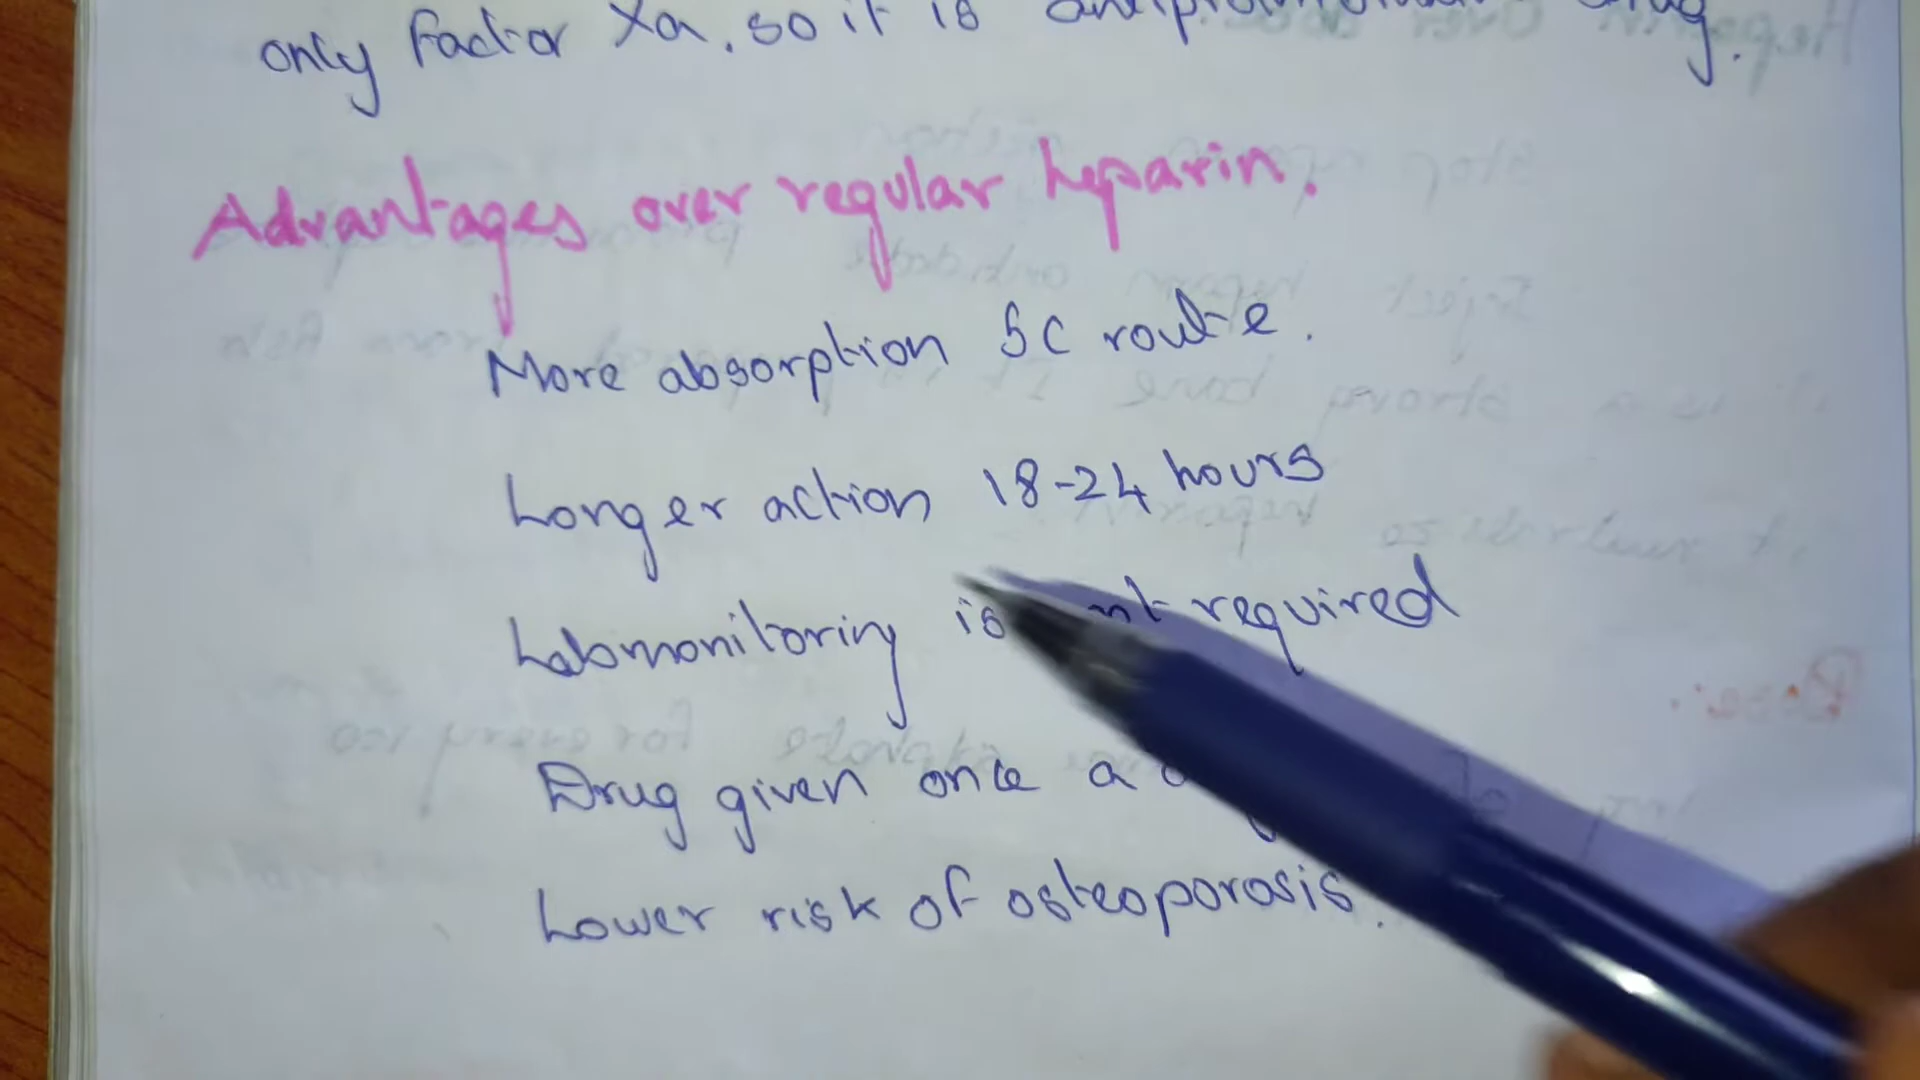 only Factor Xa, so it is
Advantages over regular heparin.
More absorption SC route.
Longer action 18-24 hours
Labmonitoring is not required
Drug given once a
Lower risk of osteoporosis.